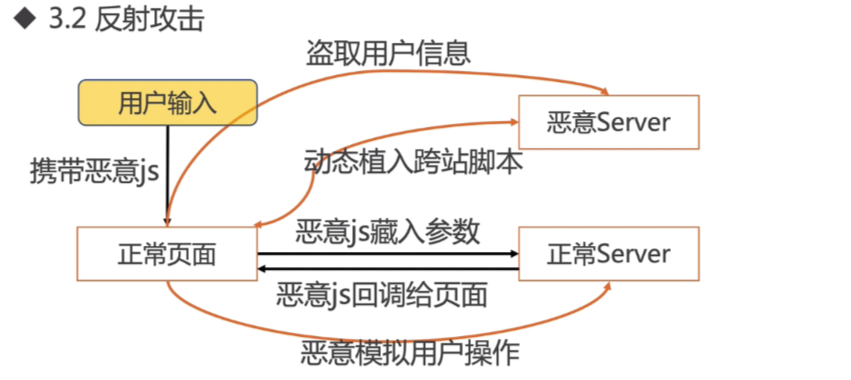 ◆ 3.2 反射攻击
盗取用户信息
用户输入
恶意Server
携带恶意js
动态植入跨站脚本
恶意js藏入参数
正常页面
正常Server
恶意js回调给页面
恶意模拟用户操作